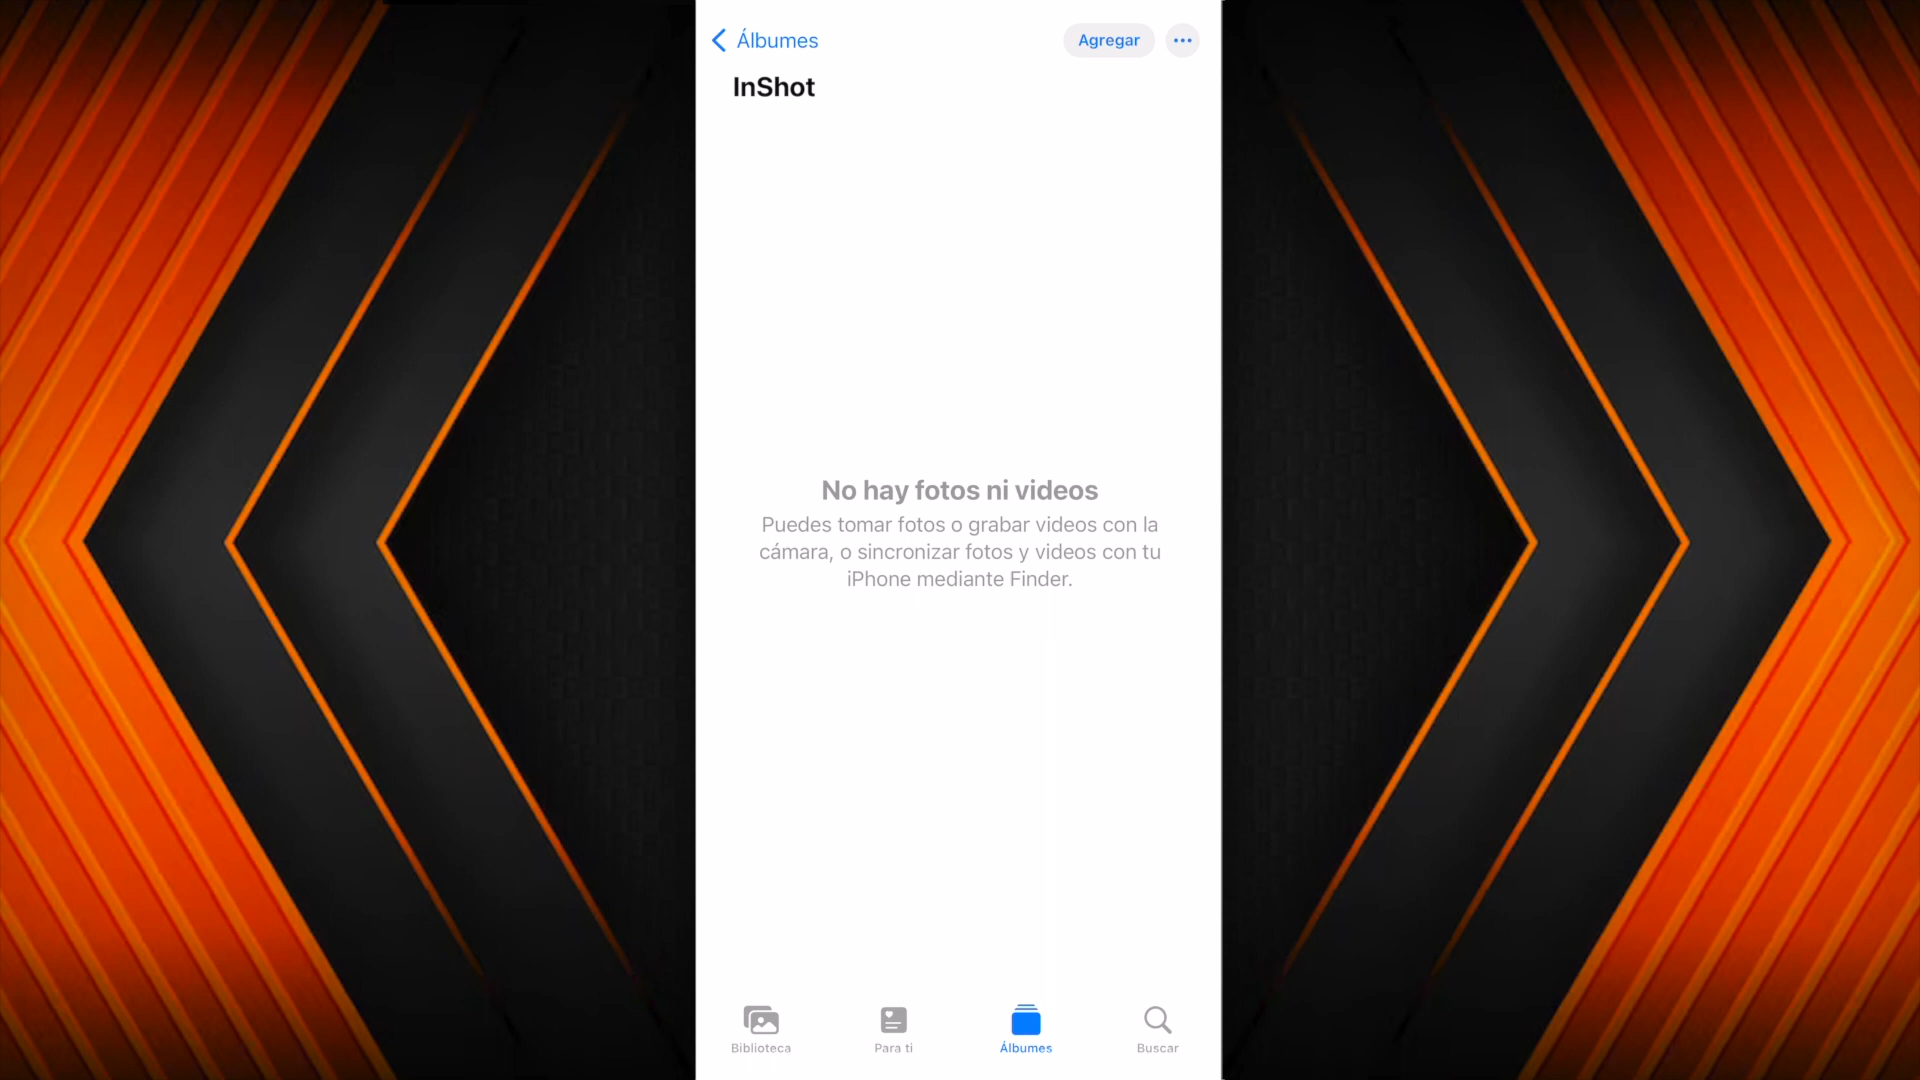 Álbumes
Agregar
InShot
No hay fotos ni videos
Puedes tomar fotos o grabar videos con la
cámara, o sincronizar fotos y videos con tu
iPhone mediante Finder.
Biblioteca
Para ti
Álbumes
Buscar